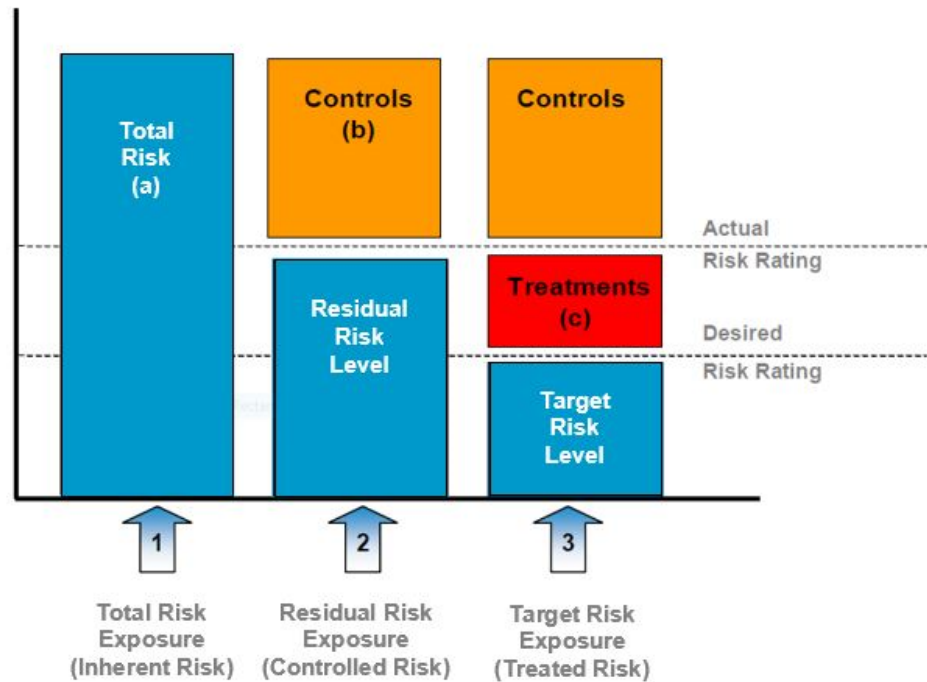 Total
Risk
(a)
Controls
(b)
Controls
Actual
Risk Rating
Residual
Risk
Level
Treatments
(c)
Desired
Risk Rating
Target
Risk
Level
1
2
3
Total Risk
Exposure
(Inherent Risk)
Residual Risk
Exposure
(Controlled Risk)
Target Risk
Exposure
(Treated Risk)